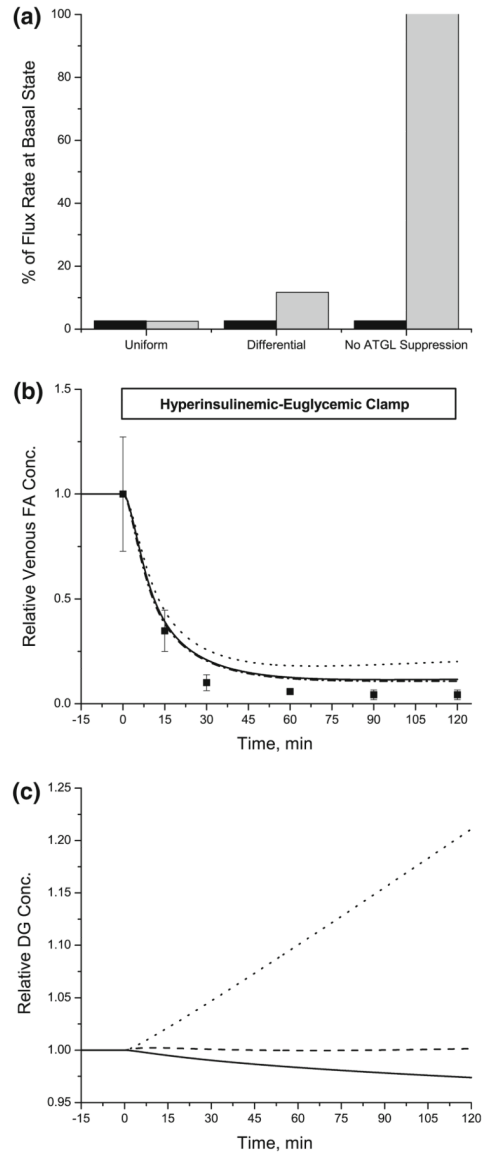 (a)
% of Flux Rate at Basal State
100
80
60
40
20
0
Uniform Differential No ATGL Suppression
(b)
Relative Venous FA Conc.
1.5
1.0
0.5
0.0
Hyperinsulinemic-Euglycemic Clamp
-15 0 15 30 45 60 75 90 105 120
Time, min
(c)
Relative DG Conc.
1.25
1.20
1.15
1.10
1.05
1.00
0.95
-15 0 15 30 45 60 75 90 105 120
Time, min